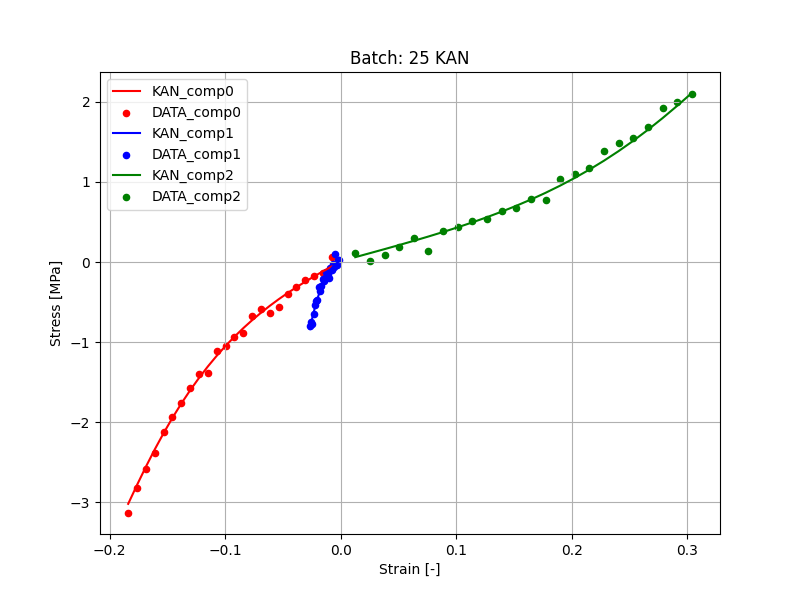 Batch: 25 KAN
KAN_comp0
DATA_comp0
KAN_comp1
DATA_comp1
KAN_comp2
DATA_comp2
2
1
0
−1
−2
−3
Stress [MPa]
−0.2
−0.1
0.0
0.1
0.2
0.3
Strain [-]